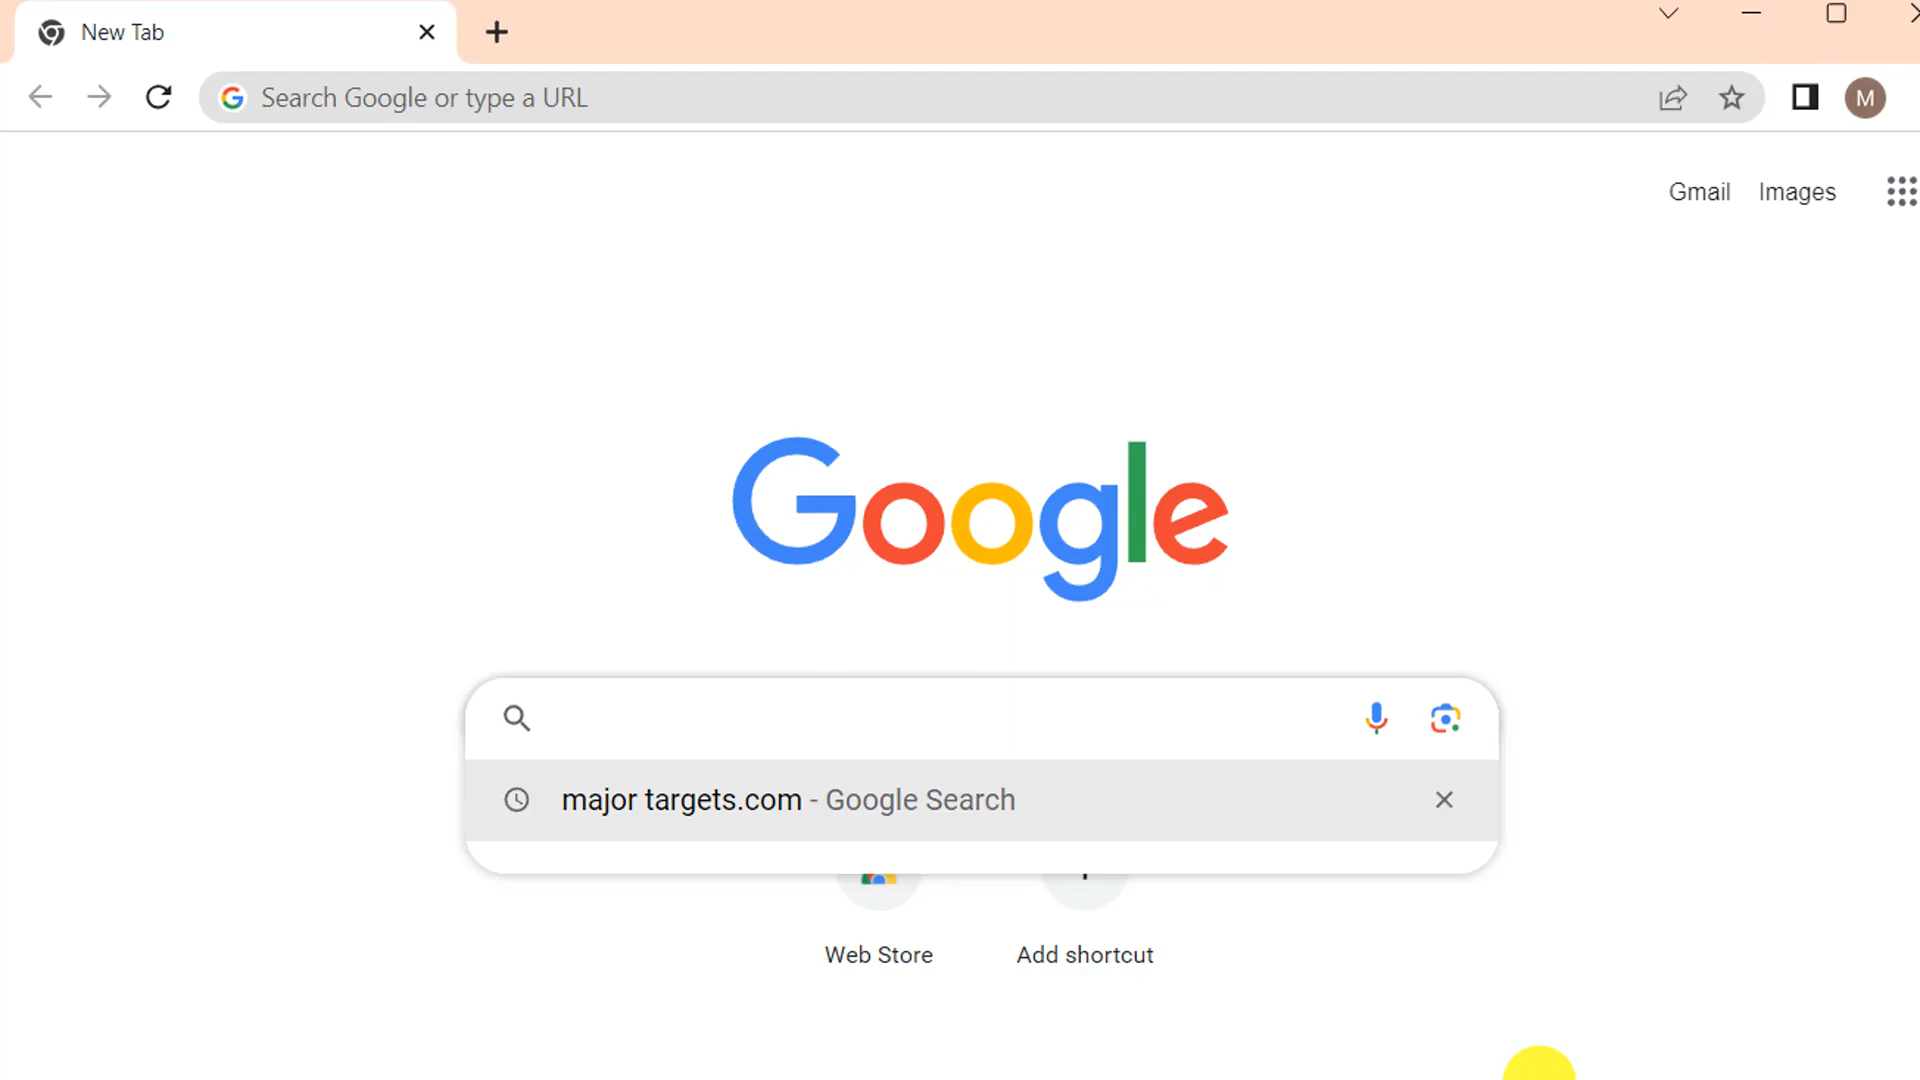 New Tab
Search Google or type a URL
M
Gmail Images
Google
major targets.com - Google Search
Web Store Add shortcut